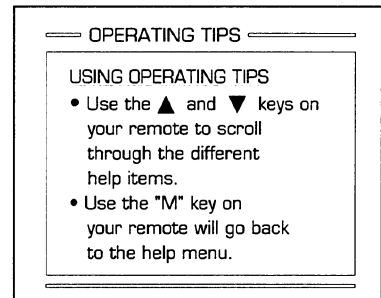 OPERATING TIPS
USING OPERATING TIPS
• Use the ▲ and ▼ keys on
your remote to scroll
through the different
help items.
• Use the "M" key on
your remote will go back
to the help menu.